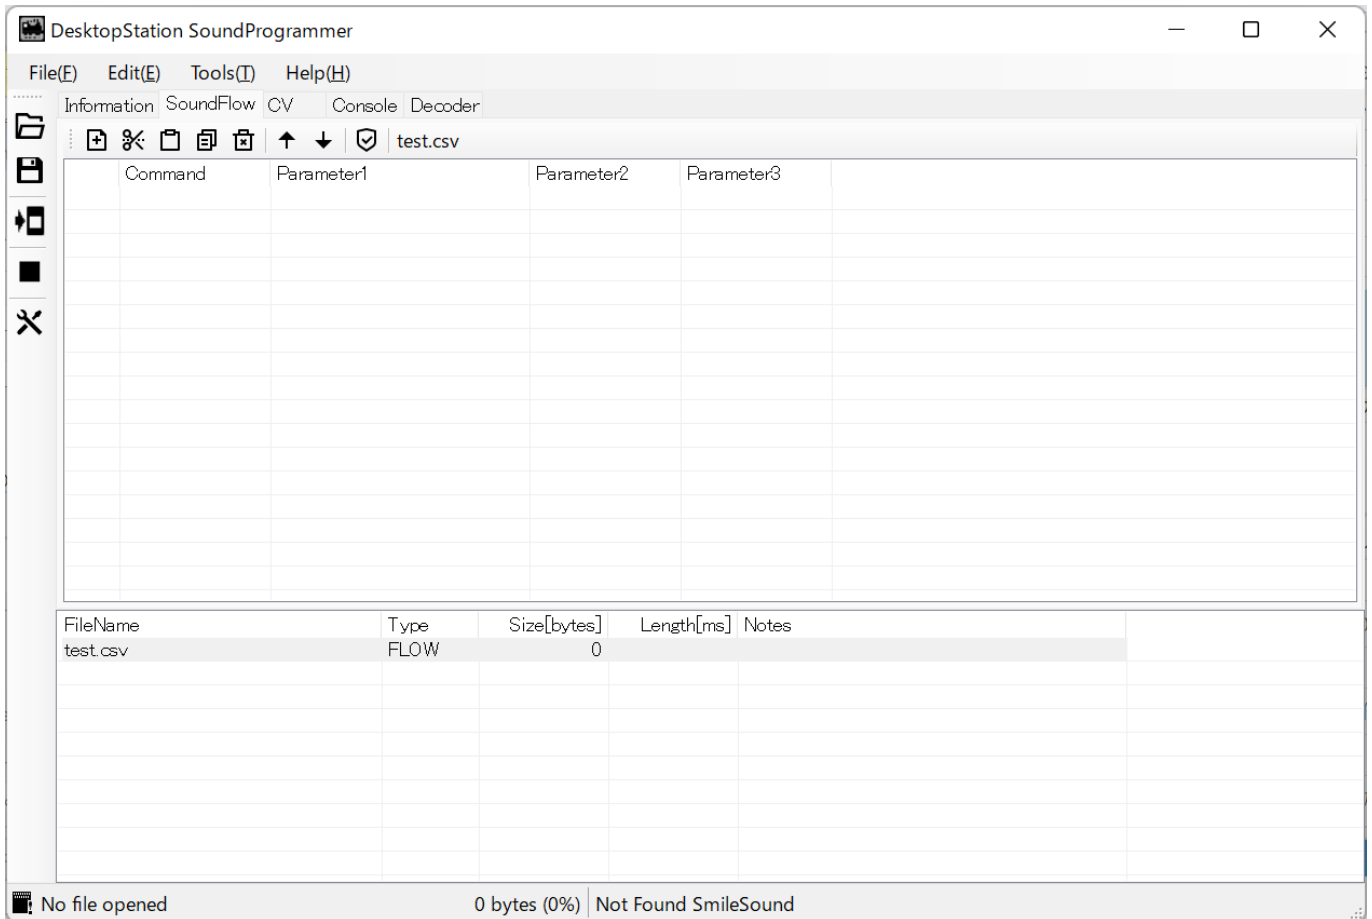 DesktopStation SoundProgrammer
File(F) Edit(E) Tools(T) Help(H)
Information SoundFlow CV Console Decoder
test.csv
Command Parameter1 Parameter2 Parameter3
FileName Type Size[bytes] Length[ms] Notes
test.csv FLOW 0
No file opened 0 bytes (0%) Not Found SmileSound